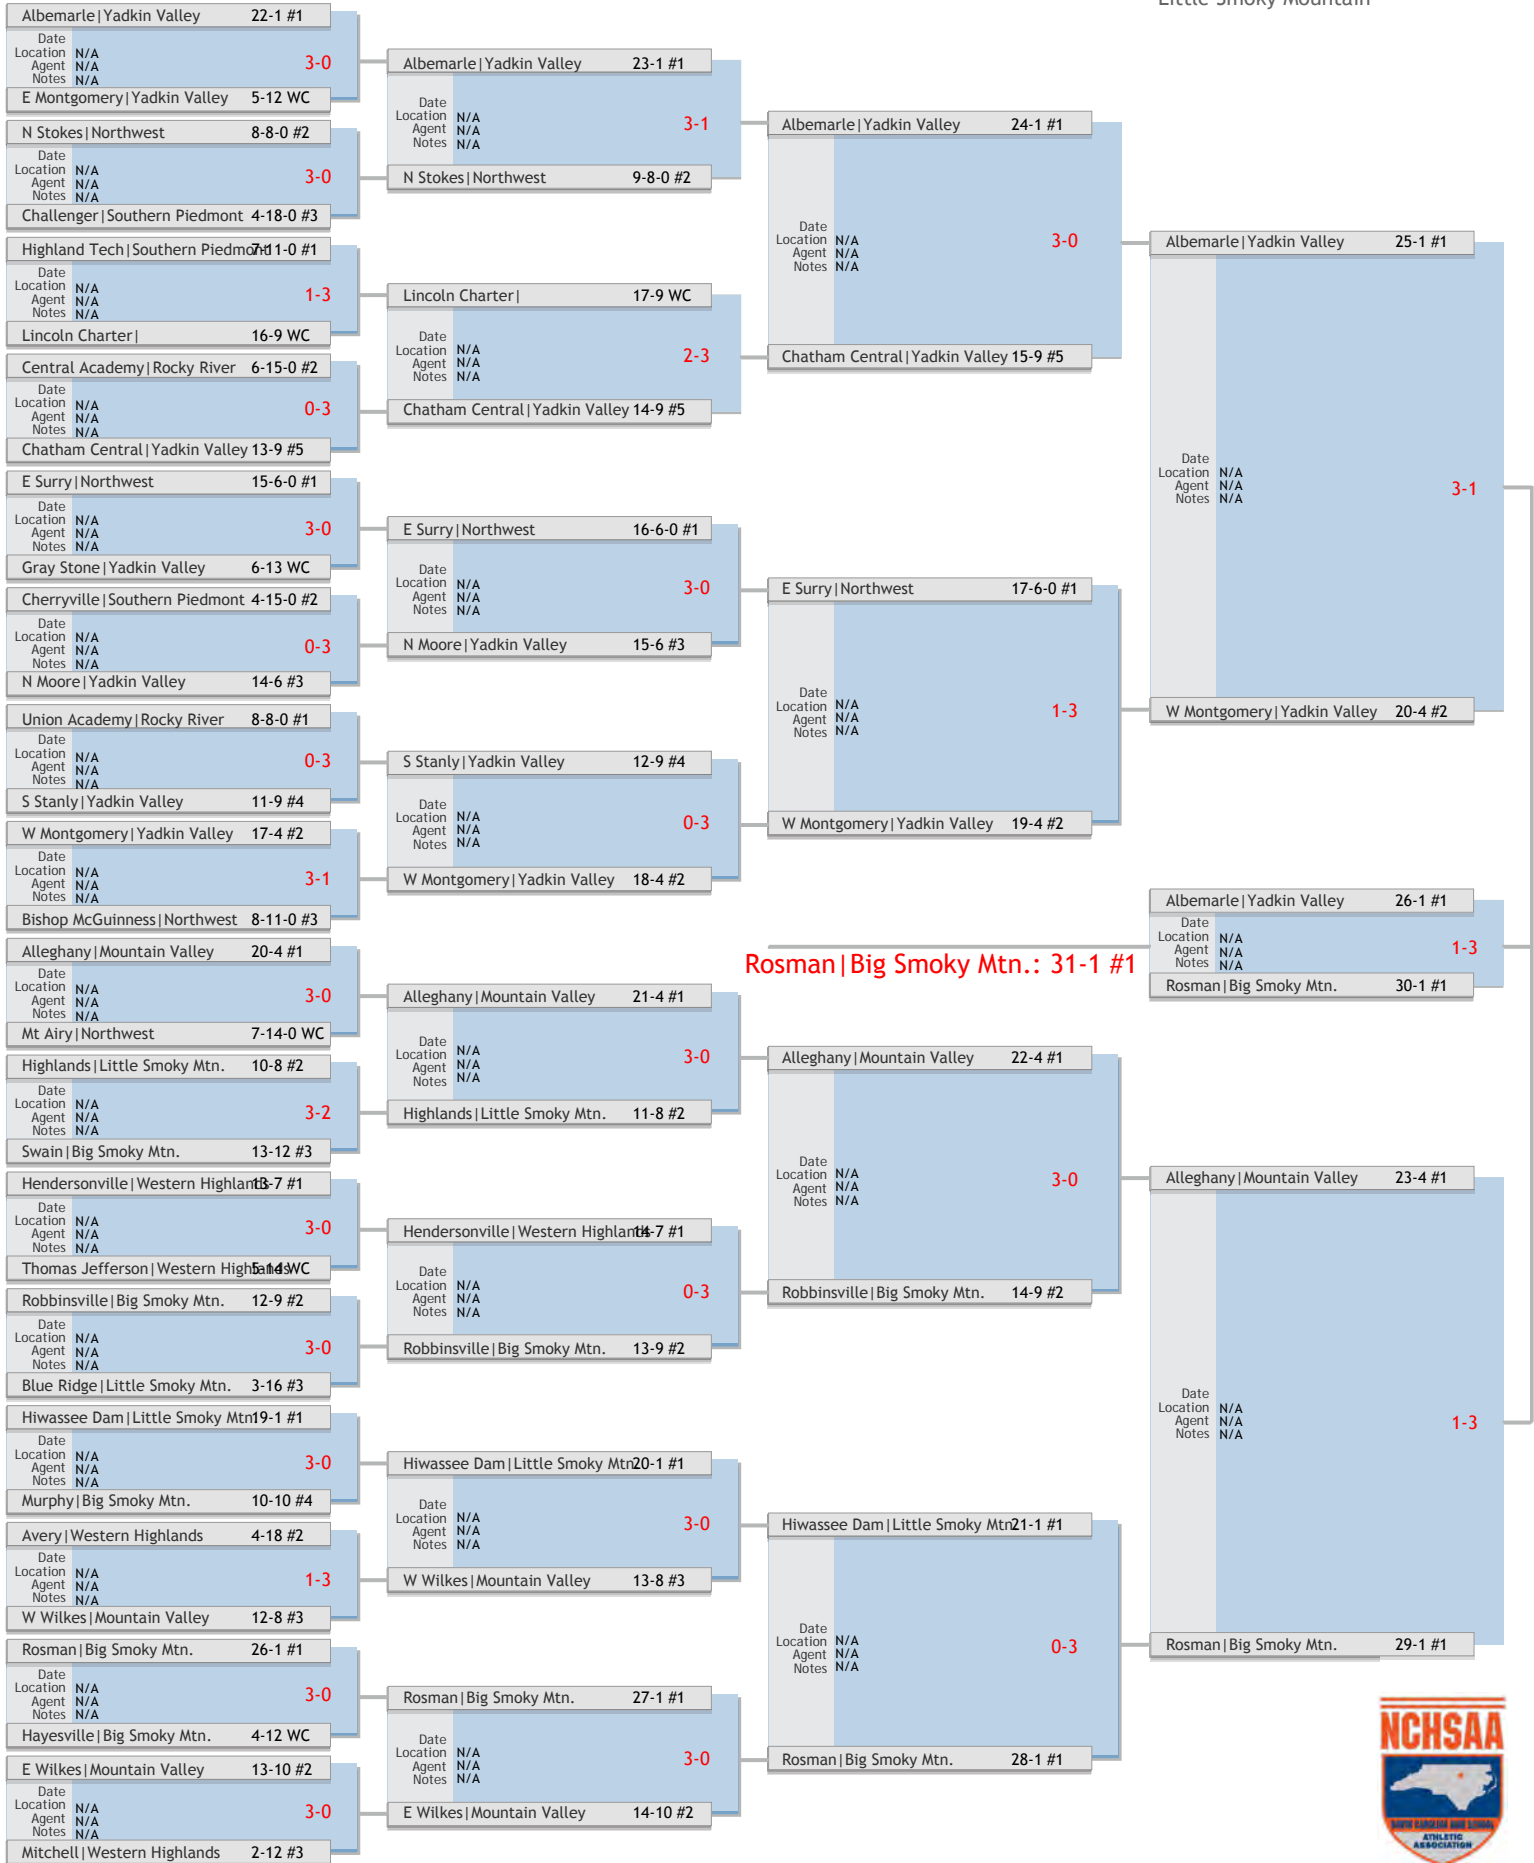 Little Smoky Mountain
Albemarle|Yadkin Valley 22-1 #1
Date
Location N/A
Agent N/A
Notes N/A
3-0
E Montgomery|Yadkin Valley 5-12 WC
N Stokes|Northwest 8-8-0 #2
Date
Location N/A
Agent N/A
Notes N/A
3-0
Challenger|Southern Piedmont 4-18-0 #3
Highland Tech|Southern Piedmont 7-11-0 #1
Date
Location N/A
Agent N/A
Notes N/A
1-3
Lincoln Charter| 16-9 WC
Central Academy|Rocky River 6-15-0 #2
Date
Location N/A
Agent N/A
Notes N/A
0-3
Chatham Central|Yadkin Valley 13-9 #5
E Surry|Northwest 15-6-0 #1
Date
Location N/A
Agent N/A
Notes N/A
3-0
Gray Stone|Yadkin Valley 6-13 WC
Cherryville|Southern Piedmont 4-15-0 #2
Date
Location N/A
Agent N/A
Notes N/A
0-3
N Moore|Yadkin Valley 14-6 #3
Union Academy|Rocky River 8-8-0 #1
Date
Location N/A
Agent N/A
Notes N/A
0-3
S Stanly|Yadkin Valley 11-9 #4
W Montgomery|Yadkin Valley 17-4 #2
Date
Location N/A
Agent N/A
Notes N/A
3-1
Bishop McGuinness|Northwest 8-11-0 #3
Alleghany|Mountain Valley 20-4 #1
Date
Location N/A
Agent N/A
Notes N/A
3-0
Mt Airy|Northwest 7-14-0 WC
Highlands|Little Smoky Mtn. 10-8 #2
Date
Location N/A
Agent N/A
Notes N/A
3-2
Swain|Big Smoky Mtn. 13-12 #3
Hendersonville|Western Highlands 13-7 #1
Date
Location N/A
Agent N/A
Notes N/A
3-0
Thomas Jefferson|Western Highlands 5-14 WC
Robbinsville|Big Smoky Mtn. 12-9 #2
Date
Location N/A
Agent N/A
Notes N/A
3-0
Blue Ridge|Little Smoky Mtn. 3-16 #3
Hiwassee Dam|Little Smoky Mtn. 19-1 #1
Date
Location N/A
Agent N/A
Notes N/A
3-0
Murphy|Big Smoky Mtn. 10-10 #4
Avery|Western Highlands 4-18 #2
Date
Location N/A
Agent N/A
Notes N/A
1-3
W Wilkes|Mountain Valley 12-8 #3
Rosman|Big Smoky Mtn. 26-1 #1
Date
Location N/A
Agent N/A
Notes N/A
3-0
Hayesville|Big Smoky Mtn. 4-12 WC
E Wilkes|Mountain Valley 13-10 #2
Date
Location N/A
Agent N/A
Notes N/A
3-0
Mitchell|Western Highlands 2-12 #3
Albemarle|Yadkin Valley 23-1 #1
Date
Location N/A
Agent N/A
Notes N/A
3-1
N Stokes|Northwest 9-8-0 #2
Lincoln Charter| 17-9 WC
Date
Location N/A
Agent N/A
Notes N/A
2-3
Chatham Central|Yadkin Valley 14-9 #5
E Surry|Northwest 16-6-0 #1
Date
Location N/A
Agent N/A
Notes N/A
3-0
N Moore|Yadkin Valley 15-6 #3
S Stanly|Yadkin Valley 12-9 #4
Date
Location N/A
Agent N/A
Notes N/A
0-3
W Montgomery|Yadkin Valley 18-4 #2
Alleghany|Mountain Valley 21-4 #1
Date
Location N/A
Agent N/A
Notes N/A
3-0
Highlands|Little Smoky Mtn. 11-8 #2
Hendersonville|Western Highlands 14-7 #1
Date
Location N/A
Agent N/A
Notes N/A
0-3
Robbinsville|Big Smoky Mtn. 13-9 #2
Hiwassee Dam|Little Smoky Mtn. 20-1 #1
Date
Location N/A
Agent N/A
Notes N/A
3-0
W Wilkes|Mountain Valley 13-8 #3
Rosman|Big Smoky Mtn. 27-1 #1
Date
Location N/A
Agent N/A
Notes N/A
3-0
E Wilkes|Mountain Valley 14-10 #2
Albemarle|Yadkin Valley 24-1 #1
Date
Location N/A
Agent N/A
Notes N/A
3-0
Chatham Central|Yadkin Valley 15-9 #5
E Surry|Northwest 17-6-0 #1
Date
Location N/A
Agent N/A
Notes N/A
1-3
W Montgomery|Yadkin Valley 19-4 #2
Alleghany|Mountain Valley 22-4 #1
Date
Location N/A
Agent N/A
Notes N/A
3-0
Robbinsville|Big Smoky Mtn. 14-9 #2
Hiwassee Dam|Little Smoky Mtn. 21-1 #1
Date
Location N/A
Agent N/A
Notes N/A
0-3
Rosman|Big Smoky Mtn. 28-1 #1
Albemarle|Yadkin Valley 25-1 #1
Date
Location N/A
Agent N/A
Notes N/A
3-1
W Montgomery|Yadkin Valley 20-4 #2
Albemarle|Yadkin Valley 26-1 #1
Date
Location N/A
Agent N/A
Notes N/A
1-3
Rosman|Big Smoky Mtn. 30-1 #1
Rosman|Big Smoky Mtn.: 31-1 #1
Alleghany|Mountain Valley 23-4 #1
Date
Location N/A
Agent N/A
Notes N/A
1-3
Rosman|Big Smoky Mtn. 29-1 #1
NCHSAA
NORTH CAROLINA HIGH SCHOOL
ATHLETIC
ASSOCIATION